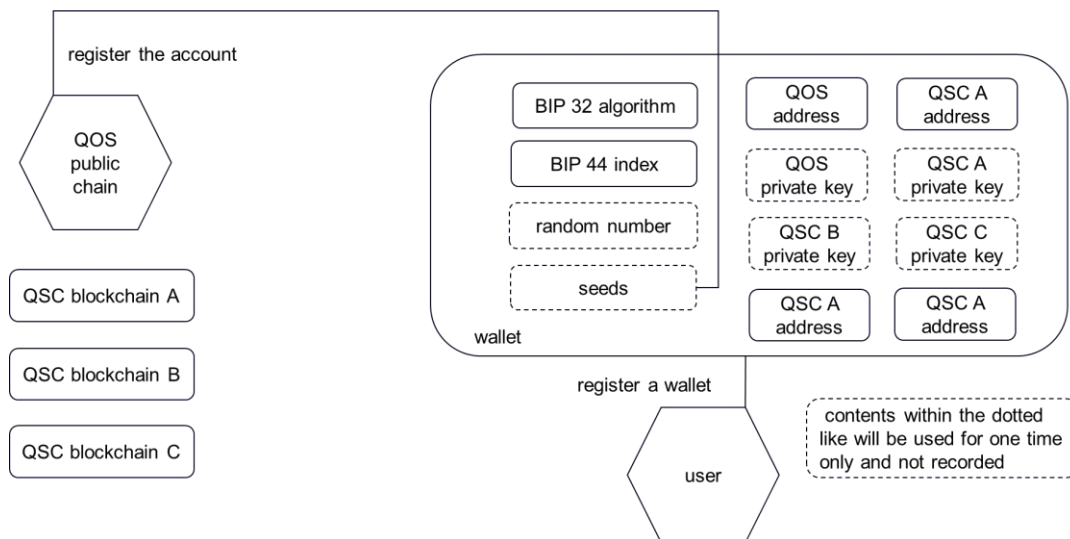 register the account
QOS
public
chain
QSC blockchain A
QSC blockchain B
QSC blockchain C
BIP 32 algorithm
BIP 44 index
random number
seeds
QOS
address
QSC A
address
QOS
private key
QSC A
private key
QSC B
private key
QSC C
private key
QSC A
address
QSC A
address
wallet
register a wallet
user
contents within the dotted
like will be used for one time
only and not recorded